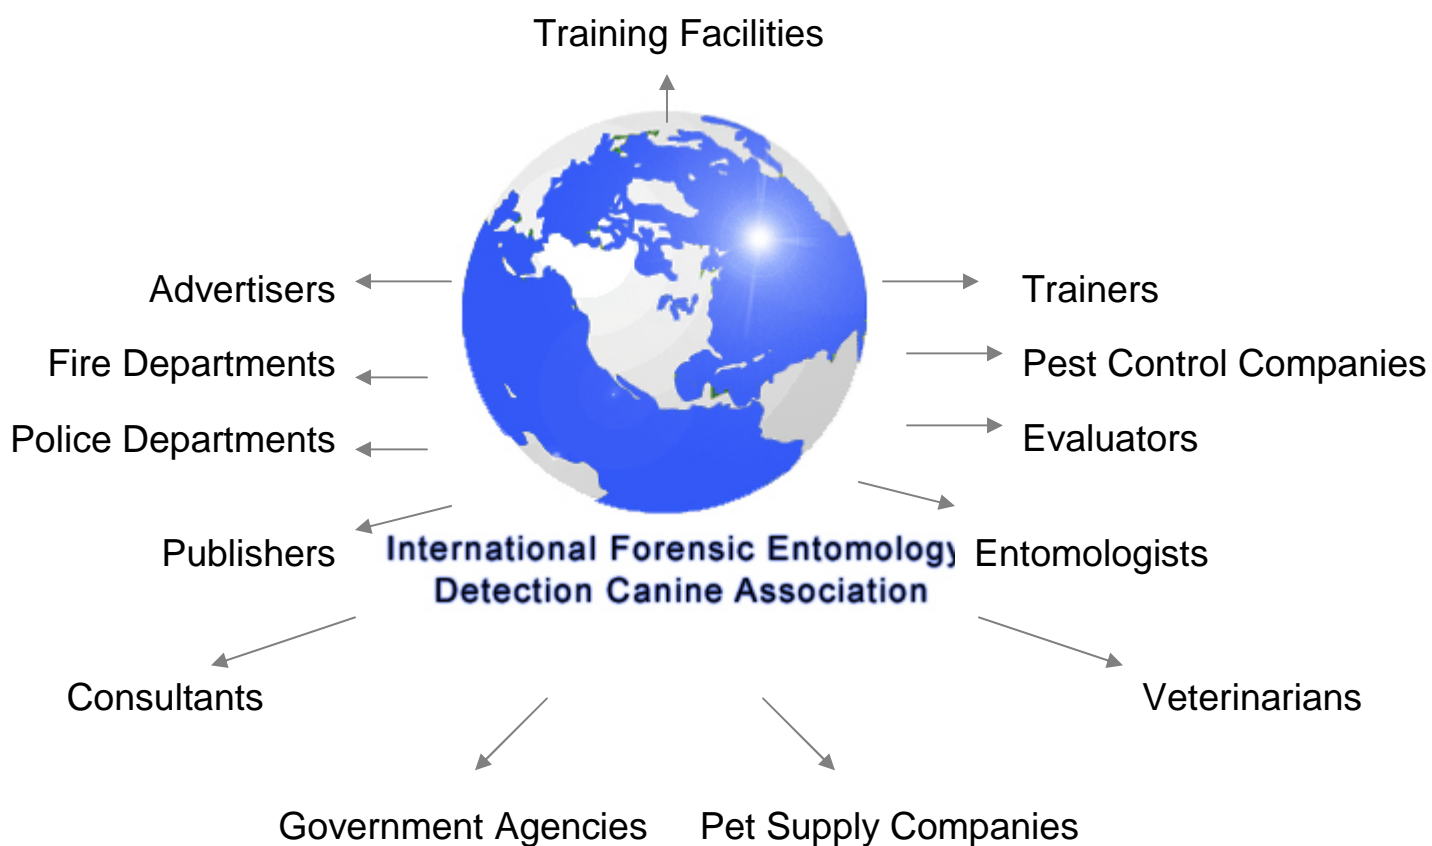 Training Facilities
Advertisers
Trainers
Fire Departments
Pest Control Companies
Police Departments
Evaluators
Publishers
International Forensic Entomology
Detection Canine Association
Entomologists
Consultants
Veterinarians
Government Agencies
Pet Supply Companies